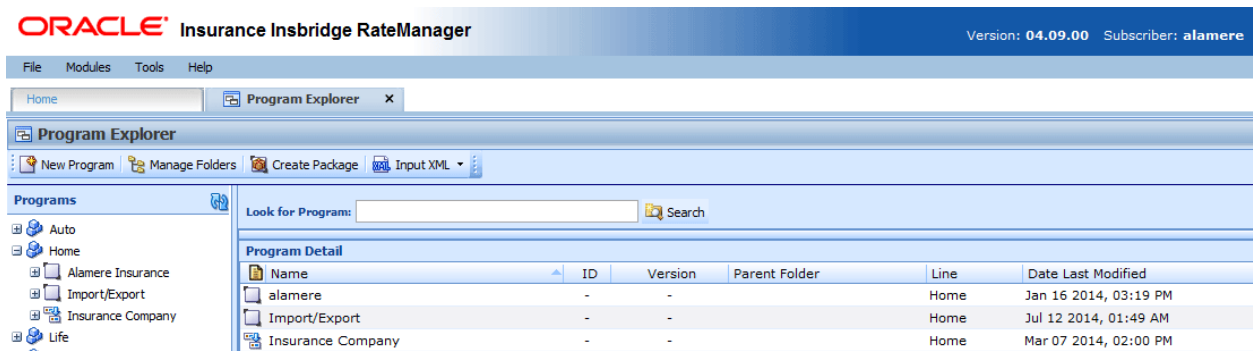 ORACLE Insurance Insbridge RateManager
Version: 04.09.00 Subscriber: alamere
File Modules Tools Help
Home Program Explorer x
Program Explorer
New Program Manage Folders Create Package XML Input XML
Programs
Auto
Home
Alamere Insurance
Import/Export
Insurance Company
Life
Look for Program: Search
Program Detail
Name ID Version Parent Folder Line Date Last Modified
alamere - - Home Jan 16 2014, 03:19 PM
Import/Export - - Home Jul 12 2014, 01:49 AM
Insurance Company - - Home Mar 07 2014, 02:00 PM